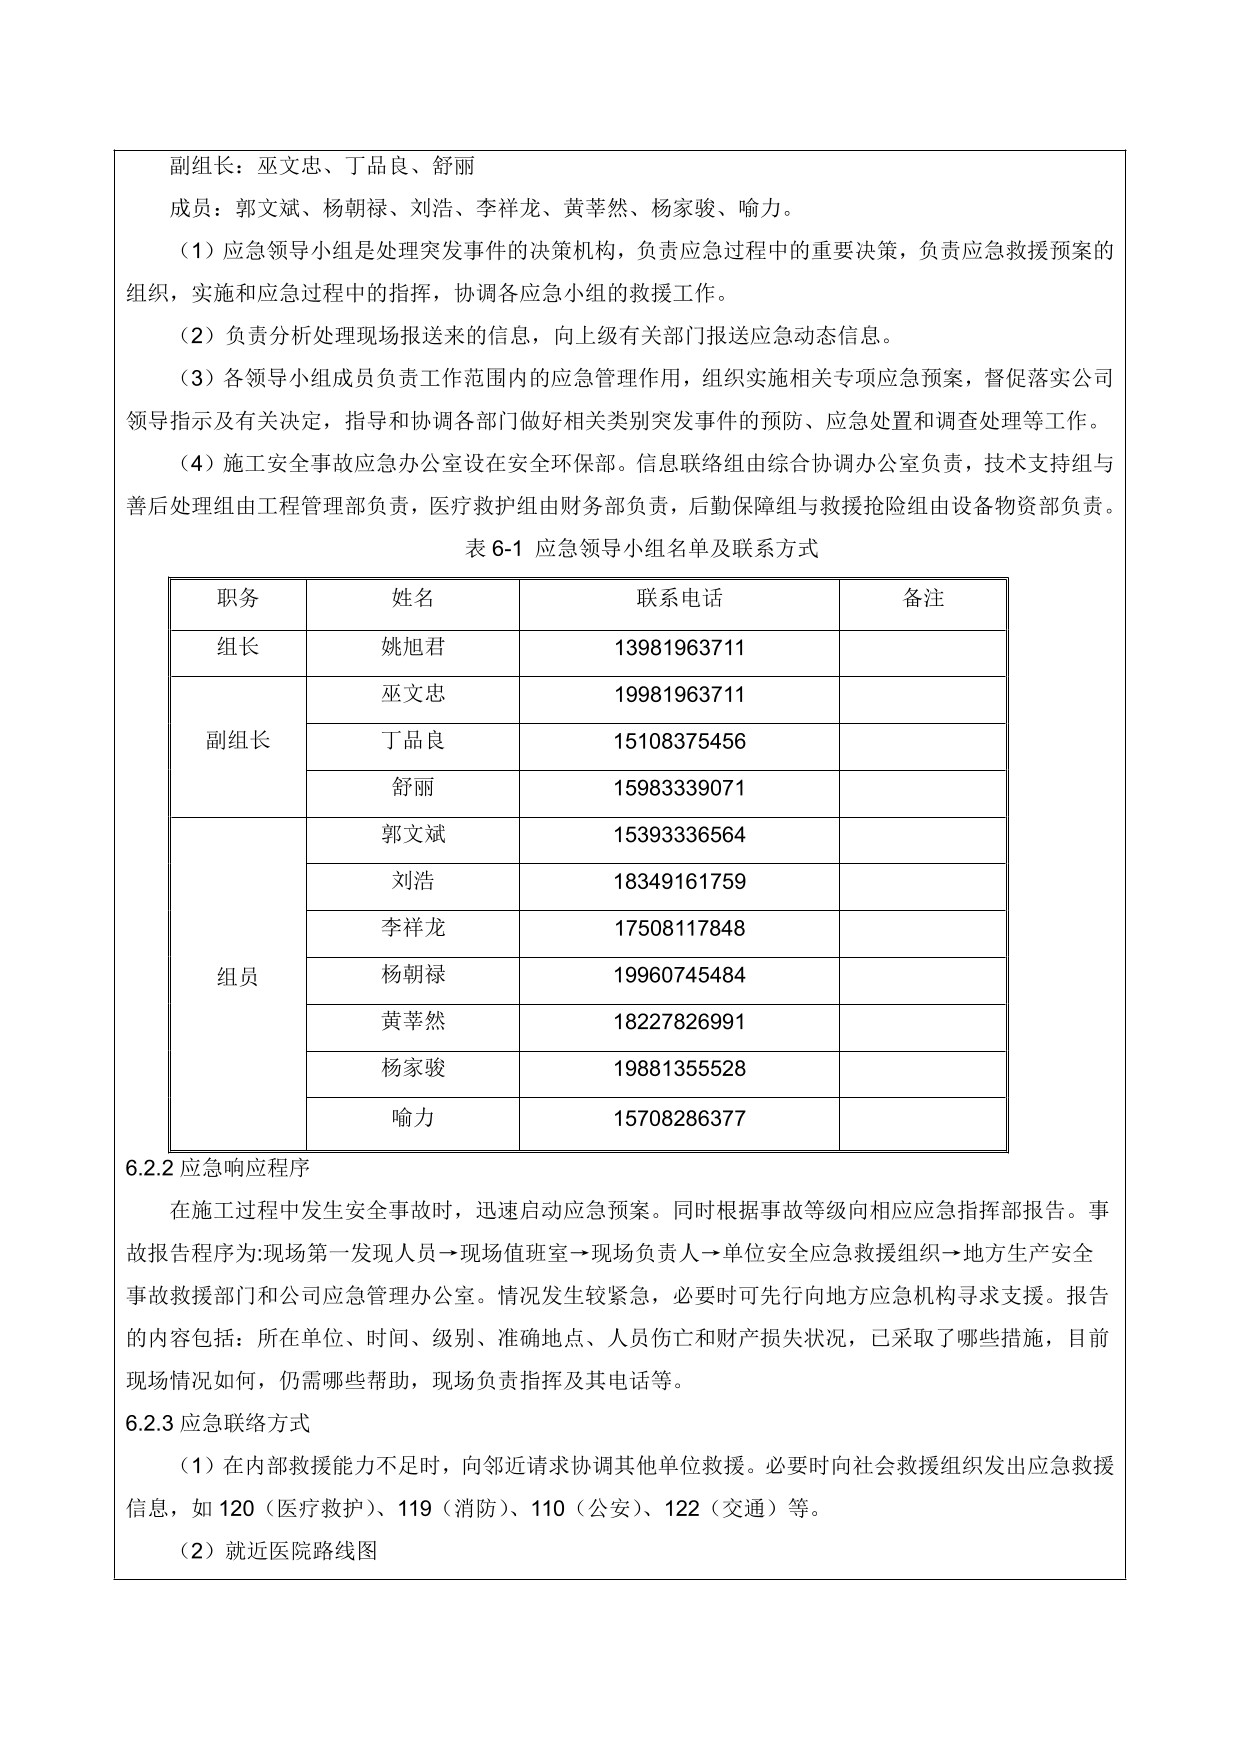 副组长：巫文忠、丁品良、舒丽
成员：郭文斌、杨朝禄、刘浩、李祥龙、黄莘然、杨家骏、喻力。
（1）应急领导小组是处理突发事件的决策机构，负责应急过程中的重要决策，负责应急救援预案的
组织，实施和应急过程中的指挥，协调各应急小组的救援工作。
（2）负责分析处理现场报送来的信息，向上级有关部门报送应急动态信息。
（3）各领导小组成员负责工作范围内的应急管理作用，组织实施相关专项应急预案，督促落实公司
领导指示及有关决定，指导和协调各部门做好相关类别突发事件的预防、应急处置和调查处理等工作。
（4）施工安全事故应急办公室设在安全环保部。信息联络组由综合协调办公室负责，技术支持组与
善后处理组由工程管理部负责，医疗救护组由财务部负责，后勤保障组与救援抢险组由设备物资部负责。
表 6-1 应急领导小组名单及联系方式
职务 姓名 联系电话 备注
组长 姚旭君 13981963711
巫文忠 19981963711
副组长 丁品良 15108375456
舒丽 15983339071
郭文斌 15393336564
刘浩 18349161759
李祥龙 17508117848
组员 杨朝禄 19960745484
黄莘然 18227826991
杨家骏 19881355528
喻力 15708286377
6.2.2 应急响应程序
在施工过程中发生安全事故时，迅速启动应急预案。同时根据事故等级向相应应急指挥部报告。事
故报告程序为:现场第一发现人员→现场值班室→现场负责人→单位安全应急救援组织→地方生产安全
事故救援部门和公司应急管理办公室。情况发生较紧急，必要时可先行向地方应急机构寻求支援。报告
的内容包括：所在单位、时间、级别、准确地点、人员伤亡和财产损失状况，已采取了哪些措施，目前
现场情况如何，仍需哪些帮助，现场负责指挥及其电话等。
6.2.3 应急联络方式
（1）在内部救援能力不足时，向邻近请求协调其他单位救援。必要时向社会救援组织发出应急救援
信息，如 120（医疗救护）、119（消防）、110（公安）、122（交通）等。
（2）就近医院路线图